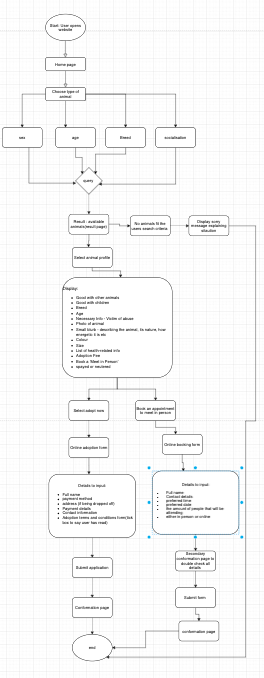 Start: User opens
website
Home page
Choose type of
animal
sex
age
Breed
socialisation
query
Result - available
animals(result page)
No animals fit the
users search criteria
Display sorry
message explaining
situation
Select animal profile
Display:
Good with other animals
Good with children
Breed
Age
Necessary Info - Victim of abuse
Photo of animal
Small blurb - describing the animal, its nature, how
energetic it is etc
Colour
Size
List of health-related info
Adoption Fee
Book a 'Meet in Person'
spayed or neutered
Select adopt now
Book an appointment
to meet in person
Online adoption form
Online booking form
Details to input:
Full name
payment method
address (if being dropped off)
Payment details
Contact information
Adoption terms and conditions form(tick
box to say user has read)
Details to input:
Full name
Contact details
preferred time
preferred date
the amount of people that will be
attending
either in person or online
Submit application
Secondary
conformation page to
double check all
details
Conformation page
Submit form
conformation page
end